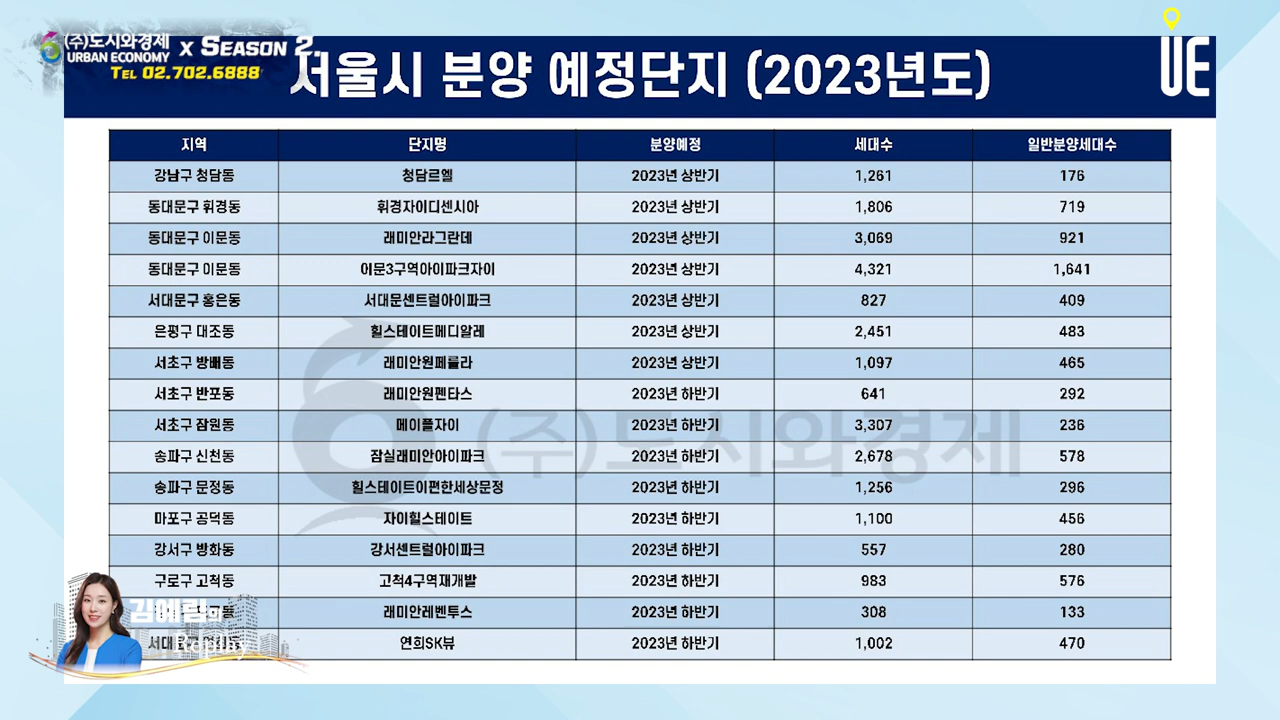 (주)도시와경제 x SEASON 2
URBAN ECONOMY
TEL 02.702.6888
서울시 분양 예정단지 (2023년도)
UE
지역 단지명 분양예정 세대수 일반분양세대수
강남구 청담동 청담르엘 2023년 상반기 1,261 176
동대문구 휘경동 휘경자이디센시아 2023년 상반기 1,806 719
동대문구 이문동 래미안라그란데 2023년 상반기 3,069 921
동대문구 이문동 이문3구역아이파크자이 2023년 상반기 4,321 1,641
서대문구 홍은동 서대문센트럴아이파크 2023년 상반기 827 409
은평구 대조동 힐스테이트메디알레 2023년 상반기 2,451 483
서초구 방배동 래미안원페를라 2023년 상반기 1,097 465
서초구 반포동 래미안원펜타스 2023년 하반기 641 292
서초구 잠원동 메이플자이 2023년 하반기 3,307 236
송파구 신천동 잠실래미안아이파크 2023년 하반기 2,678 578
송파구 문정동 힐스테이트이편한세상문정 2023년 하반기 1,256 296
마포구 공덕동 자이힐스테이트 2023년 하반기 1,100 456
강서구 방화동 강서센트럴아이파크 2023년 하반기 557 280
구로구 고척동 고척4구역재개발 2023년 하반기 983 576
래미안레벤투스 2023년 하반기 308 133
연희SK뷰 2023년 하반기 1,002 470
(주)도시와경제
김예림의
Replay